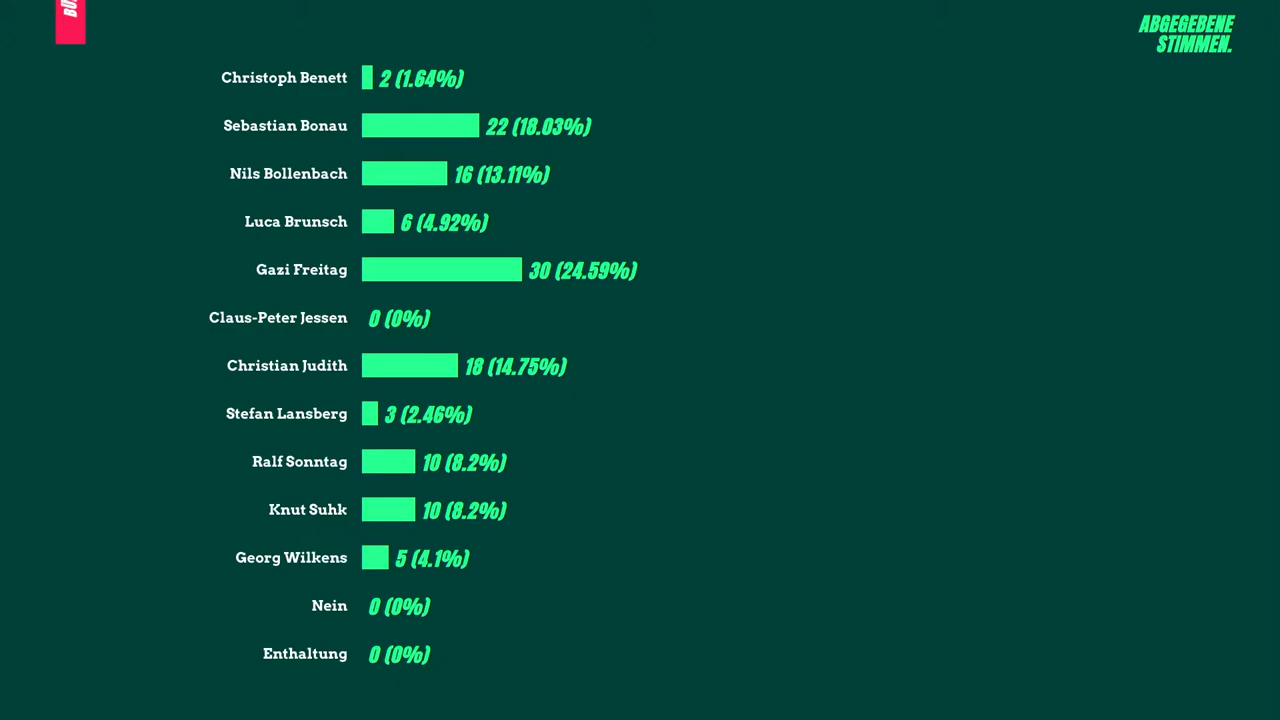 ABGEGEBENE
STIMMEN.
Christoph Benett 2 (1.64%)
Sebastian Bonau 22 (18.03%)
Nils Bollenbach 16 (13.11%)
Luca Brunsch 6 (4.92%)
Gazi Freitag 30 (24.59%)
Claus-Peter Jessen 0 (0%)
Christian Judith 18 (14.75%)
Stefan Lansberg 3 (2.46%)
Ralf Sonntag 10 (8.2%)
Knut Suhk 10 (8.2%)
Georg Wilkens 5 (4.1%)
Nein 0 (0%)
Enthaltung 0 (0%)